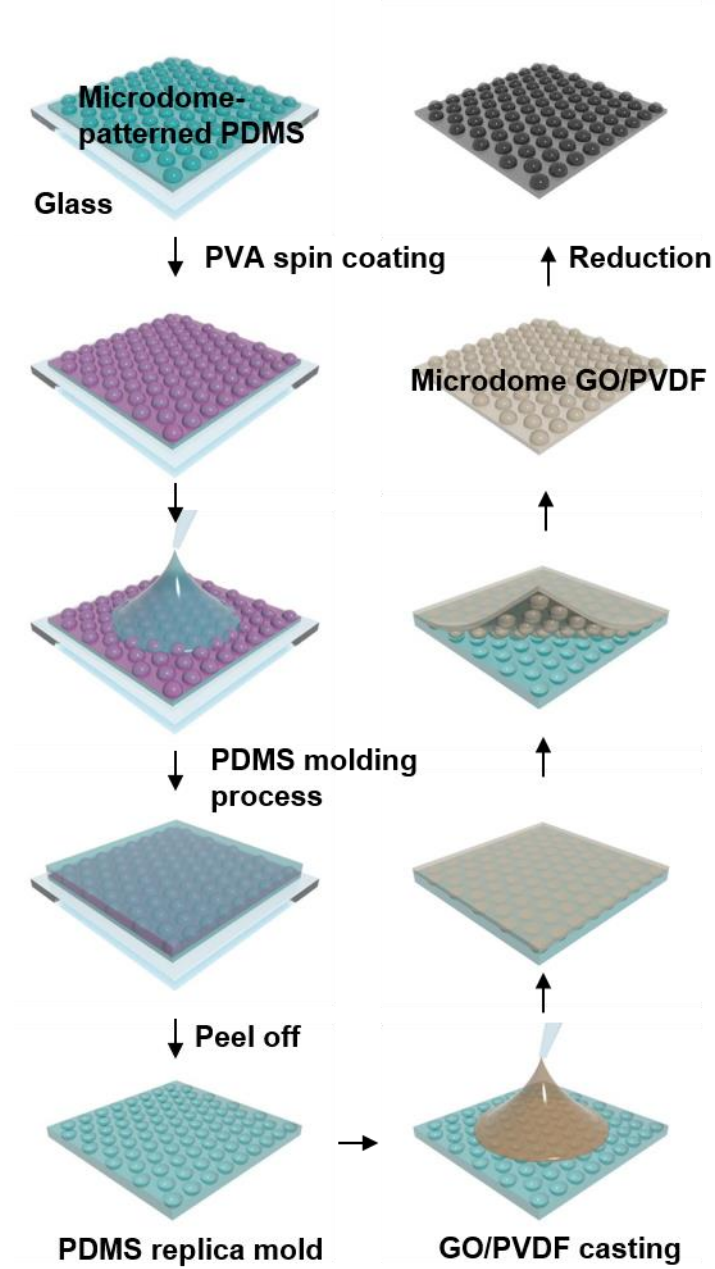 Microdome-
patterned PDMS
Glass
PVA spin coating
PDMS molding
process
Peel off
PDMS replica mold
GO/PVDF casting
Microdome GO/PVDF
Reduction